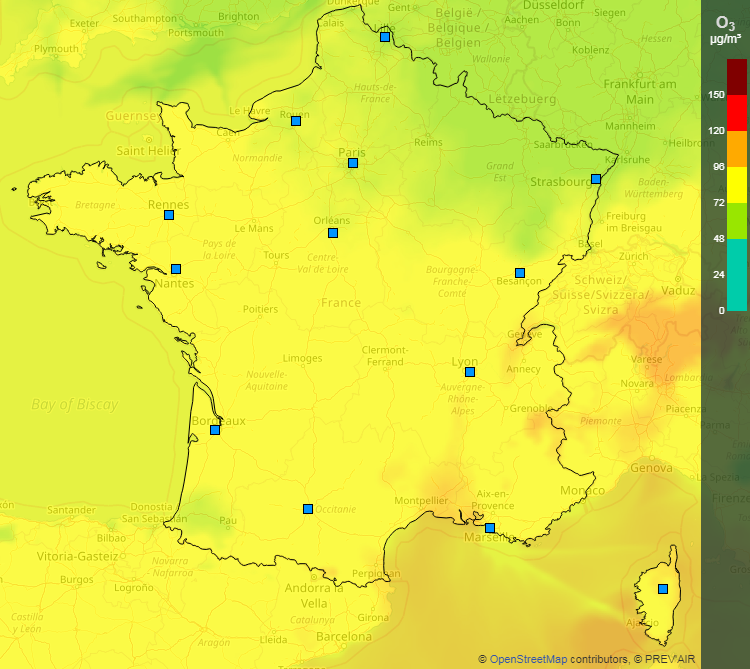 Exeter
Southampton
Brighton
Portsmouth
Plymouth
Dunkerque
Calais
Gent
Lille
België /
Belgique /
Belgien
Düsseldorf
Aachen
Siegen
Bonn
Koblenz
Hessen
Wallonie
Lëtzebuerg
Frankfurt am
Main
Mannheim
Heilbronn
Saarbrücken
Karlsruhe
Guernsey
Saint Helier
Le Havre
Rouen
Caen
Normandie
Hauts-de-
France
Paris
Reims
Grand
Est
Strasbourg
Baden-
Württemberg
Freiburg
im Breisgau
Basel
Zürich
Bretagne
Rennes
Le Mans
Pays de
la Loire
Orléans
Centre-
Val de Loire
Tours
Nantes
Bourgogne-
Franche-
Comté
Besançon
Schweiz/
Suisse/Svizzera/
Svizra
Vaduz
Poitiers
France
Genève
Annecy
Limoges
Clermont-
Ferrand
Lyon
Auvergne-
Rhône-
Alpes
Grenoble
Varese
Novara
Lombardia
Piacenza
Piemonte
Parma
Nouvelle-
Aquitaine
Bay of Biscay
Bordeaux
Genova
La Spezia
Firenze
Monaco
Montpellier
Aix-en-
Provence
Marseille
Occitanie
Pau
Santander
Donostia
San Sebastián
Bilbao
Vitoria-Gasteiz
Burgos
Logroño
Navarra
- Nafarroa
Castilla
y León
Aragón
Perpignan
Andorra la
Vella
Girona
Catalunya
Lleida
Barcelona
Tarragona
Ajaccio
O3
µg/m³
150
120
96
72
48
24
0
© OpenStreetMap contributors, © PREV'AIR